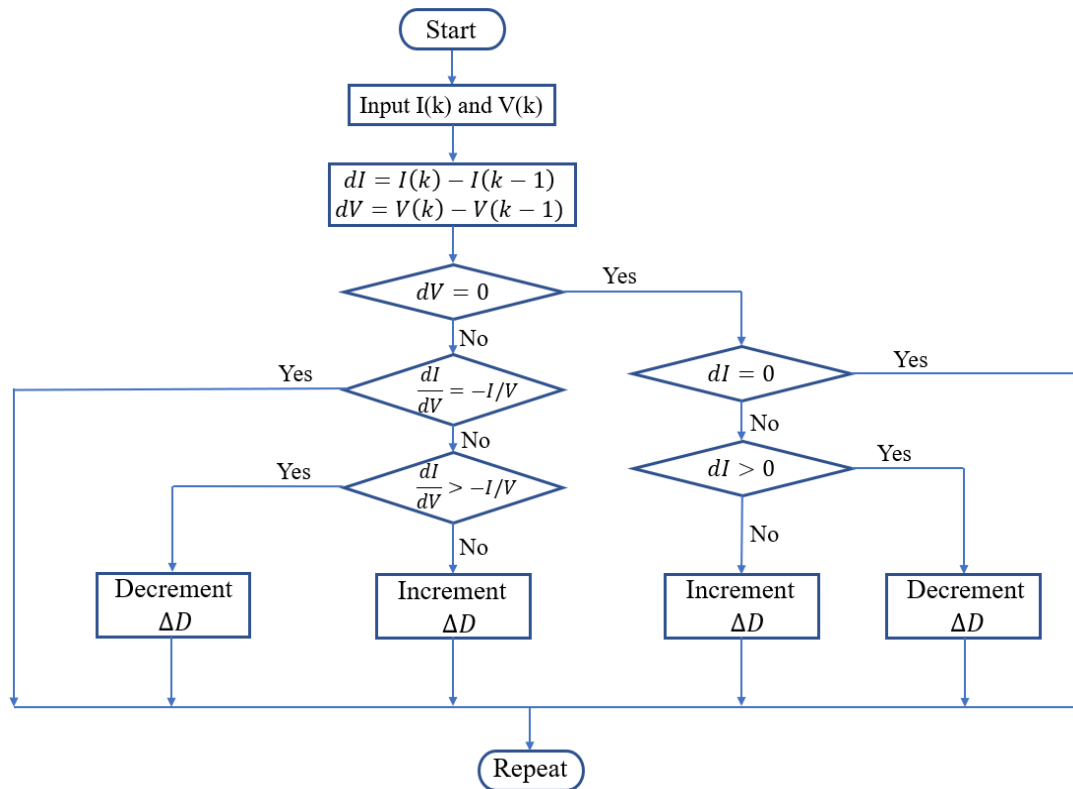 Start
Input I(k) and V(k)
dI = I(k) − I(k − 1)
dV = V(k) − V(k − 1)
dV = 0
Yes
No
dI = 0
Yes
No
dI/dV = −I/V
Yes
No
dI > 0
Yes
No
dI/dV > −I/V
Yes
No
Decrement
ΔD
Increment
ΔD
Increment
ΔD
Decrement
ΔD
Repeat